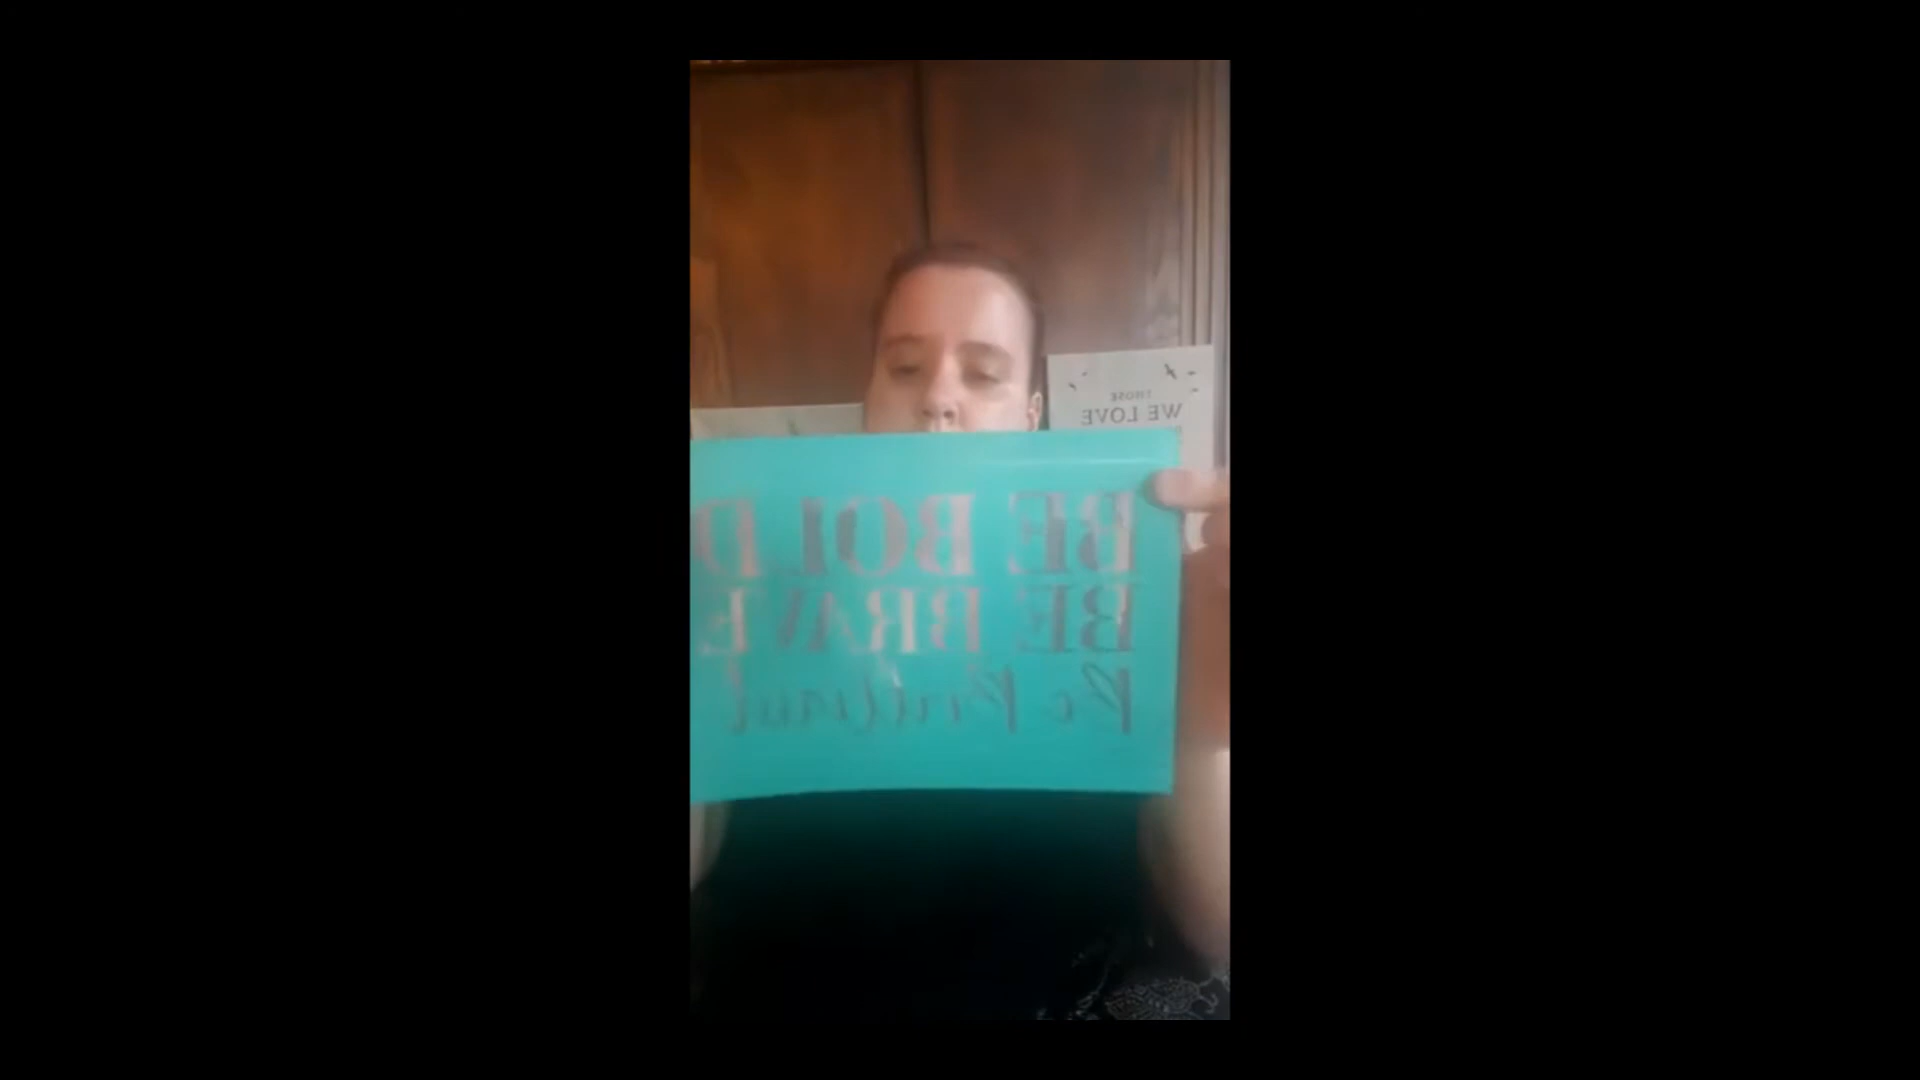 THOSE
WE LOVE
BE BOLD
BE BRAVE
Be Brilliant